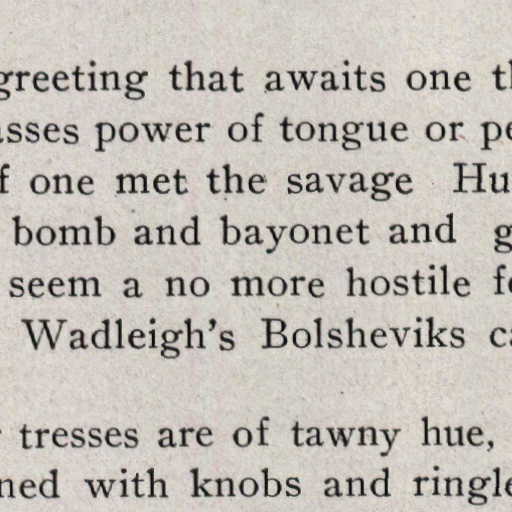 greeting that awaits one th
asses power of tongue or pe
f one met the savage Hu
bomb and bayonet and g
seem a no more hostile fo
Wadleigh's Bolsheviks ca
tresses are of tawny hue,
ned with knobs and ringle